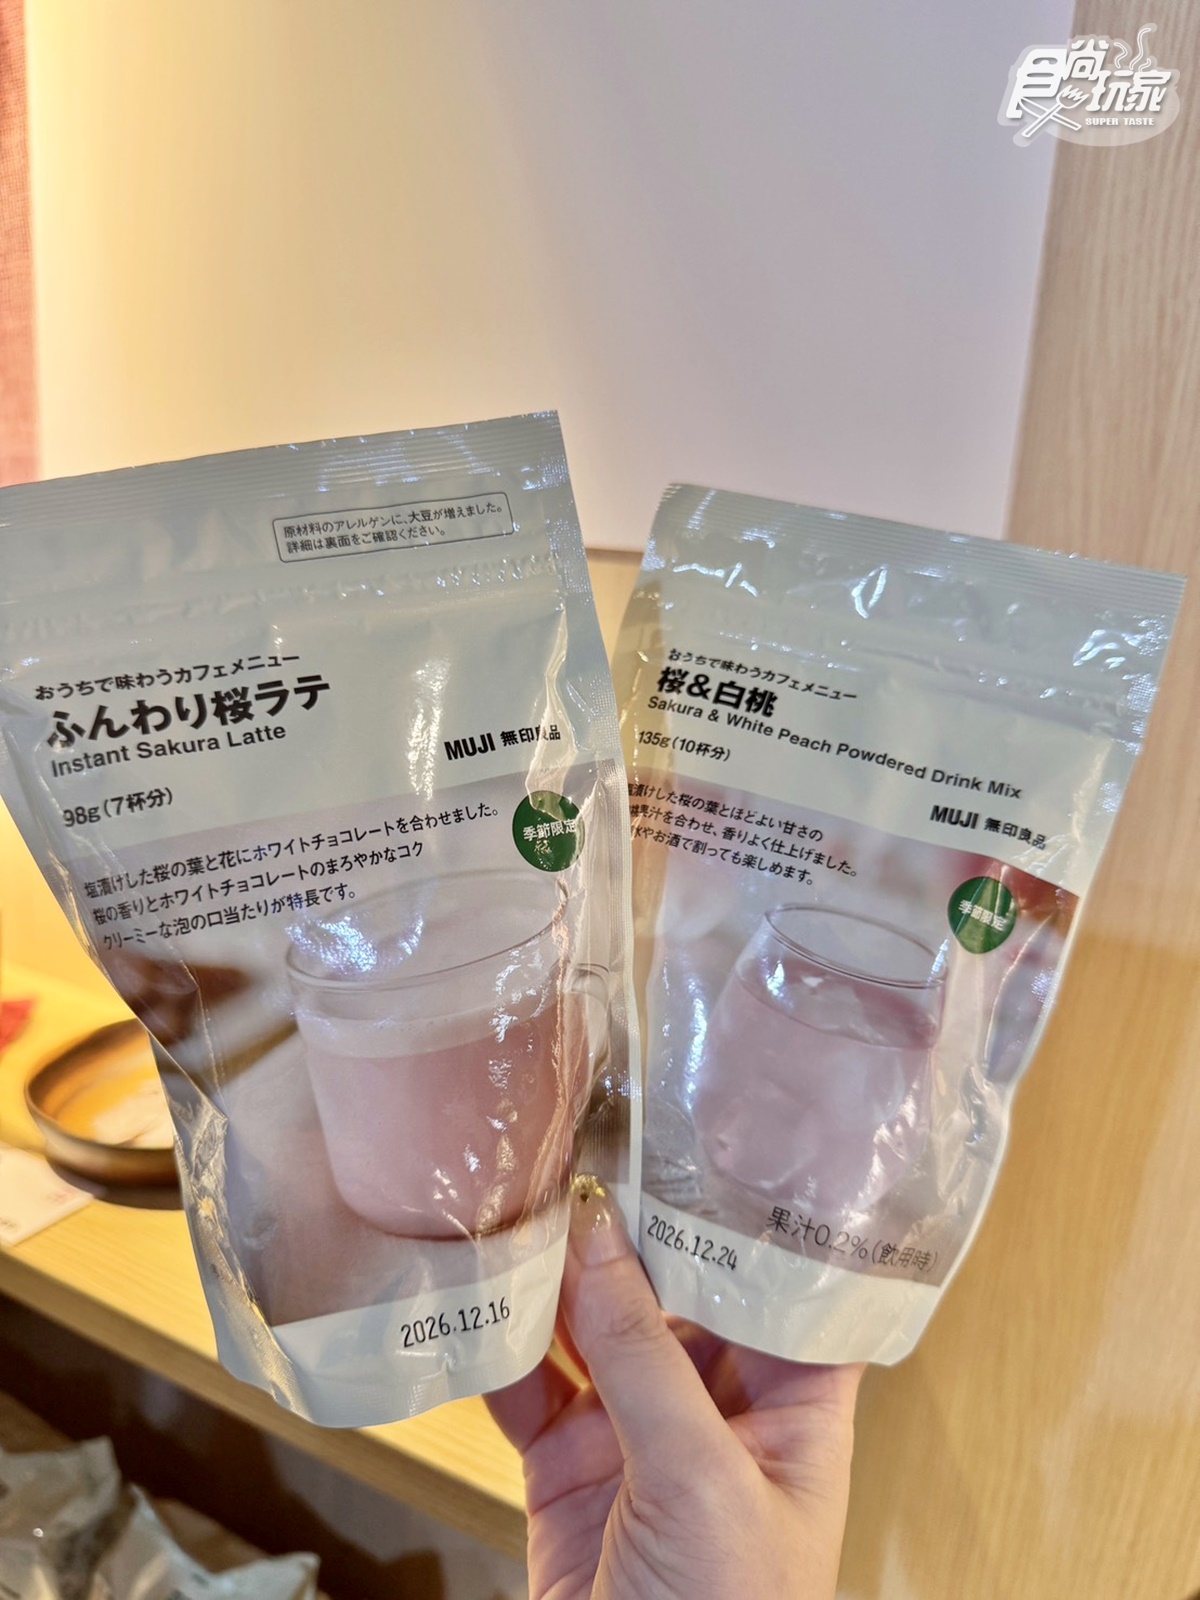 食尚玩家
SUPER TASTE
原材料のアレルゲンに、大豆が増えました。
詳細は裏面をご確認ください。
おうちで味わうカフェメニュー
ふんわり桜ラテ
Instant Sakura Latte
MUJI 無印良品
98g(7杯分)
季節限定
塩漬けした桜の葉と花にホワイトチョコレートを合わせました。
桜の香りとホワイトチョコレートのまろやかなコク
クリーミーな泡の口当たりが特長です。
2026.12.16
おうちで味わうカフェメニュー
桜&白桃
Sakura & White Peach Powdered Drink Mix
135g(10杯分)
MUJI 無印良品
塩漬けした桜の葉とほどよい甘さの
果汁を合わせ、香りよく仕上げました。
水やお酒で割っても楽しめます。
季節限定
果汁0.2%(飲用時)
2026.12.24